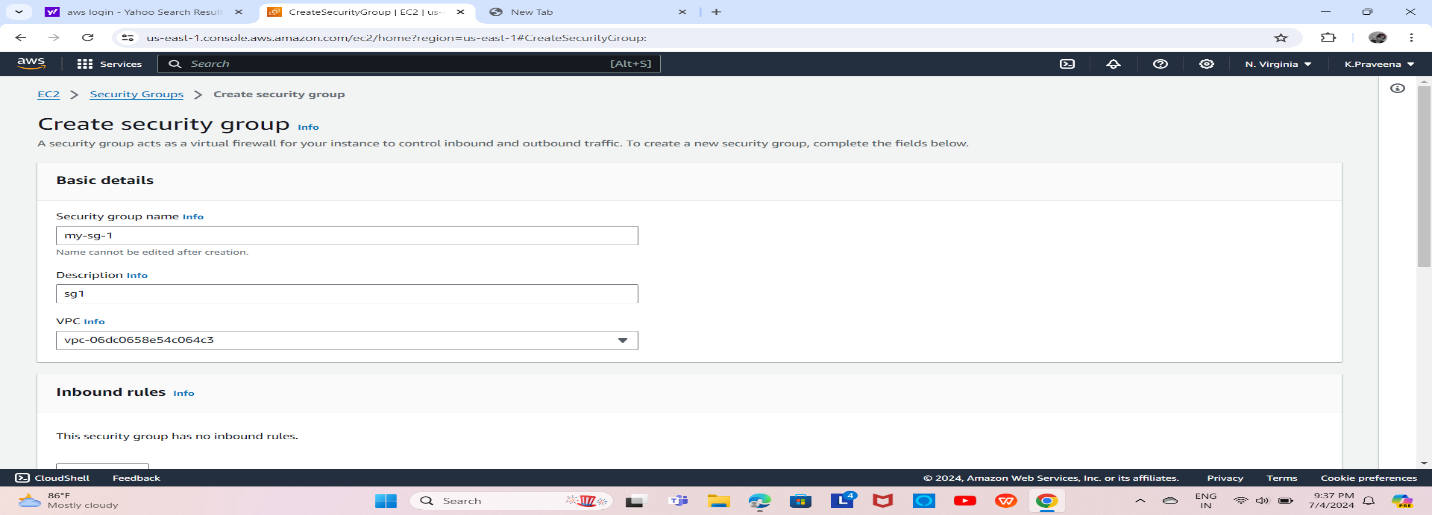 aws login - Yahoo Search Result
CreateSecurityGroup | EC2 | us-
New Tab
us-east-1.console.aws.amazon.com/ec2/home?region=us-east-1#CreateSecurityGroup:
aws
Services
Search
[Alt+S]
N. Virginia
K.Praveena
EC2 > Security Groups > Create security group
Create security group Info
A security group acts as a virtual firewall for your instance to control inbound and outbound traffic. To create a new security group, complete the fields below.
Basic details
Security group name Info
my-sg-1
Name cannot be edited after creation.
Description Info
sg1
VPC Info
vpc-06dc0658e54c064c3
Inbound rules Info
This security group has no inbound rules.
CloudShell
Feedback
© 2024, Amazon Web Services, Inc. or its affiliates.
Privacy
Terms
Cookie preferences
86°F
Mostly cloudy
Search
4
ENG
IN
9:37 PM
7/4/2024
PRE